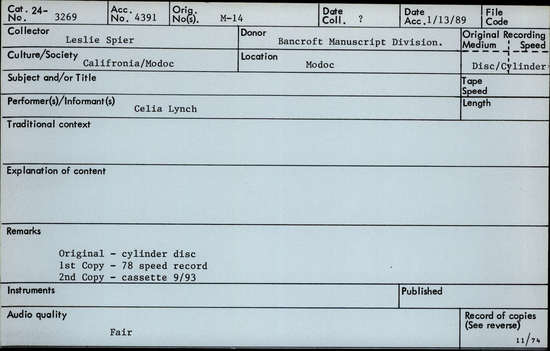 Cat. 24- 3269
Acc. No. 4391
Orig. No(s). M-14
Date Coll. ?
Date Acc. 1/13/89
File Code
Collector
Leslie Spier
Donor
Bancroft Manuscript Division.
Original Recording
Medium Speed
Disc/Cylinder
Culture/Society
Califronia/Modoc
Location
Modoc
Subject and/or Title
Tape Speed
Performer(s)/Informant(s)
Celia Lynch
Length
Traditional context
Explanation of content
Remarks
Original - cylinder disc
1st Copy - 78 speed record
2nd Copy - cassette 9/93
Instruments
Published
Audio quality
Fair
Record of copies
(See reverse)
11/74